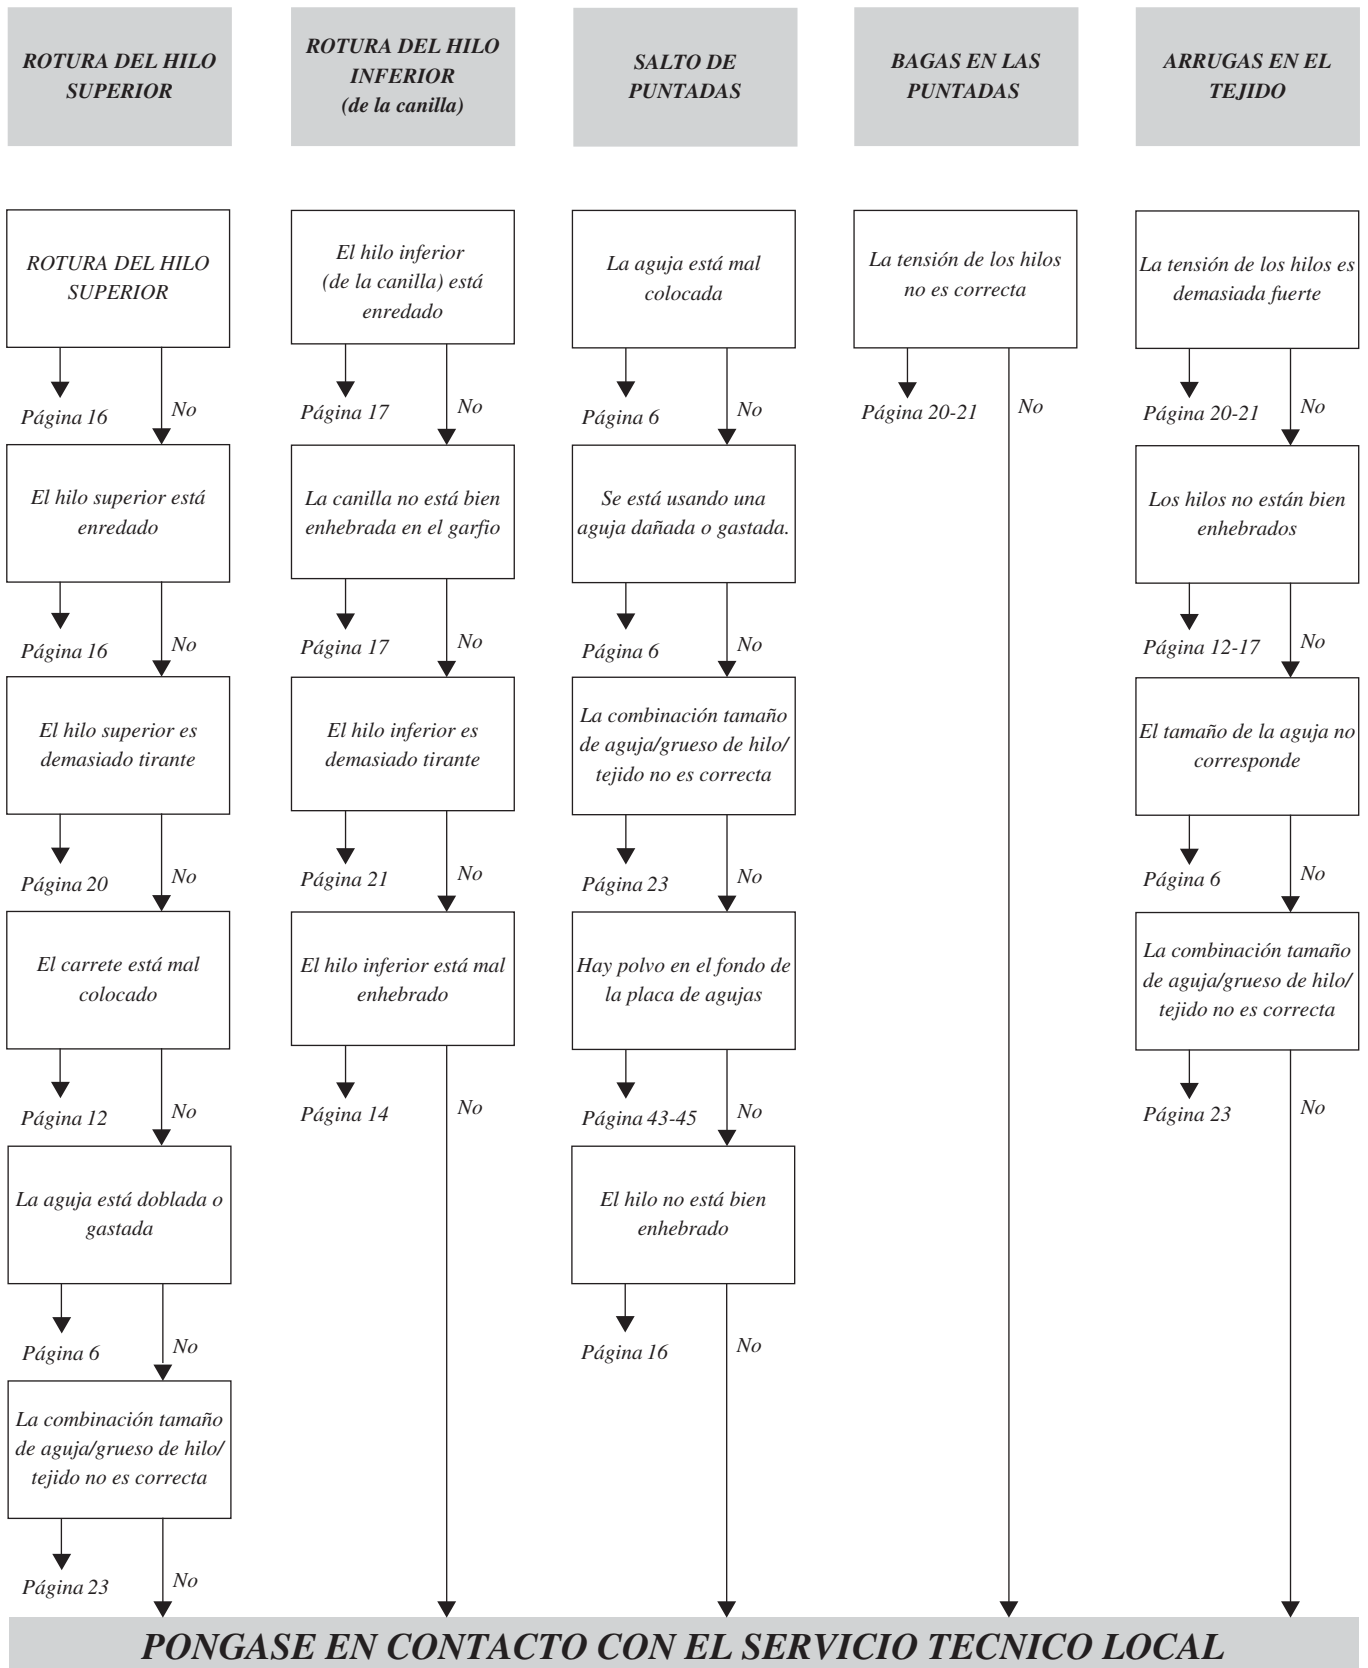 ROTURA DEL HILO
SUPERIOR
ROTURA DEL HILO
INFERIOR
(de la canilla)
SALTO DE
PUNTADAS
BAGAS EN LAS
PUNTADAS
ARRUGAS EN EL
TEJIDO
ROTURA DEL HILO
SUPERIOR
Página 16
No
El hilo superior está
enredado
Página 16
No
El hilo superior es
demasiado tirante
Página 20
No
El carrete está mal
colocado
Página 12
No
La aguja está doblada o
gastada
Página 6
No
La combinación tamaño
de aguja/grueso de hilo/
tejido no es correcta
Página 23
No
El hilo inferior
(de la canilla) está
enredado
Página 17
No
La canilla no está bien
enhebrada en el garfio
Página 17
No
El hilo inferior es
demasiado tirante
Página 21
No
El hilo inferior está mal
enhebrado
Página 14
No
La aguja está mal
colocada
Página 6
No
Se está usando una
aguja dañada o gastada.
Página 6
No
La combinación tamaño
de aguja/grueso de hilo/
tejido no es correcta
Página 23
No
Hay polvo en el fondo de
la placa de agujas
Página 43-45
No
El hilo no está bien
enhebrado
Página 16
No
La tensión de los hilos
no es correcta
Página 20-21
No
La tensión de los hilos es
demasiada fuerte
Página 20-21
No
Los hilos no están bien
enhebrados
Página 12-17
No
El tamaño de la aguja no
corresponde
Página 6
No
La combinación tamaño
de aguja/grueso de hilo/
tejido no es correcta
Página 23
No
PONGASE EN CONTACTO CON EL SERVICIO TECNICO LOCAL